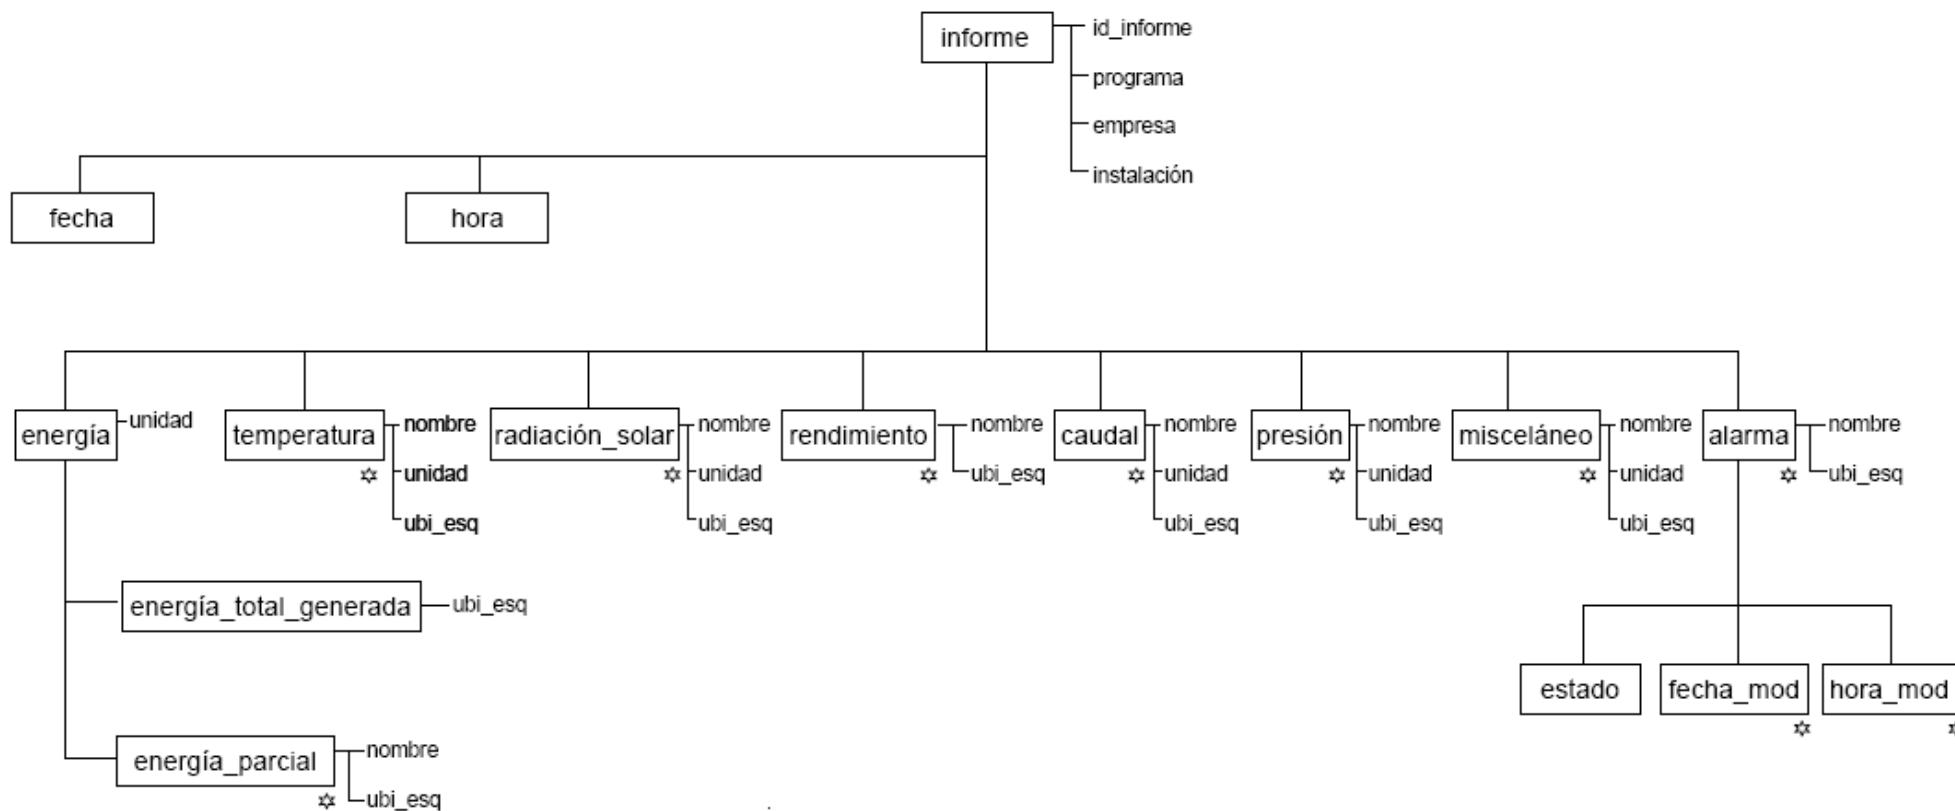 informe
id_informe
programa
empresa
instalación
fecha
hora
energía
unidad
temperatura
nombre
unidad
ubi_esq
radiación_solar
nombre
unidad
ubi_esq
rendimiento
nombre
ubi_esq
caudal
nombre
unidad
ubi_esq
presión
nombre
unidad
ubi_esq
misceláneo
nombre
unidad
ubi_esq
alarma
nombre
ubi_esq
energía_total_generada
ubi_esq
estado
fecha_mod
hora_mod
energía_parcial
nombre
ubi_esq